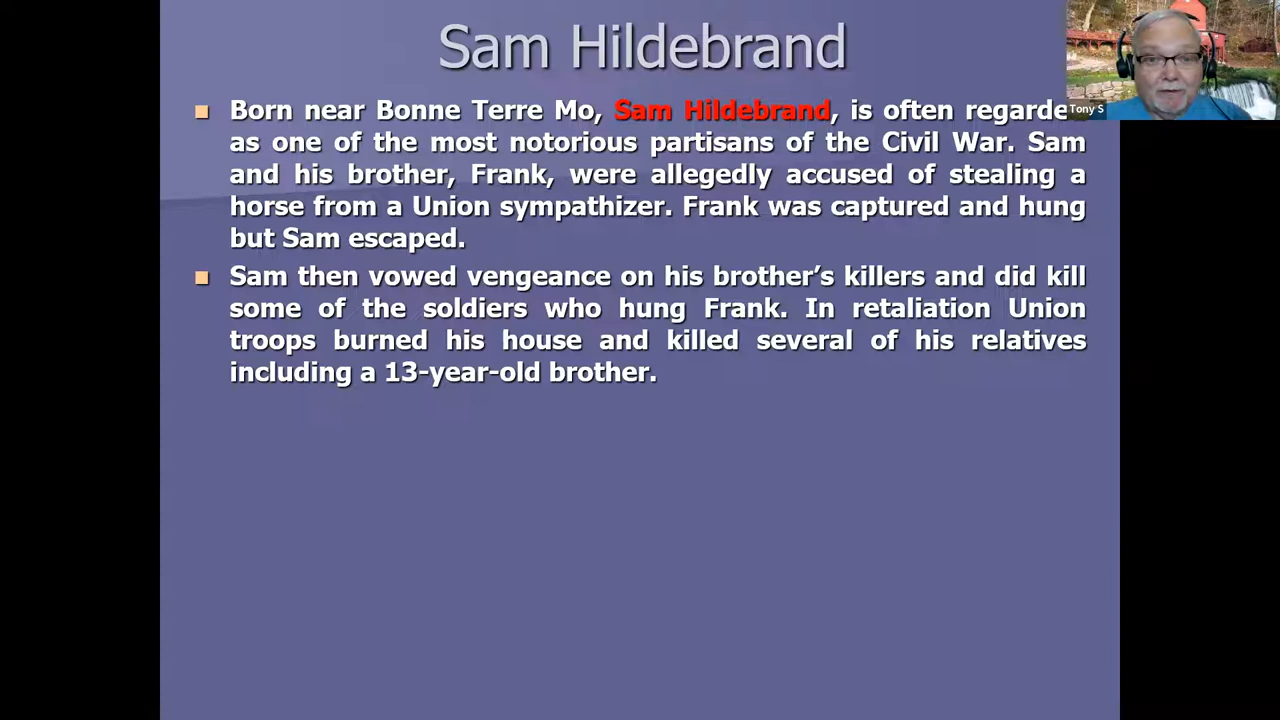 Sam Hildebrand
Born near Bonne Terre Mo, Sam Hildebrand, is often regarde
as one of the most notorious partisans of the Civil War. Sam
and his brother, Frank, were allegedly accused of stealing a
horse from a Union sympathizer. Frank was captured and hung
but Sam escaped.
Sam then vowed vengeance on his brother’s killers and did kill
some of the soldiers who hung Frank. In retaliation Union
troops burned his house and killed several of his relatives
including a 13-year-old brother.
Tony S